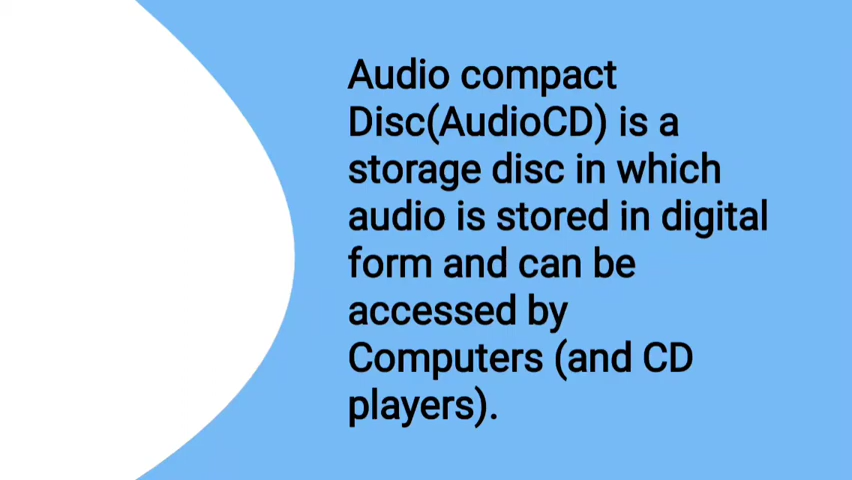 Audio compact
Disc(AudioCD) is a
storage disc in which
audio is stored in digital
form and can be
accessed by
Computers (and CD
players).